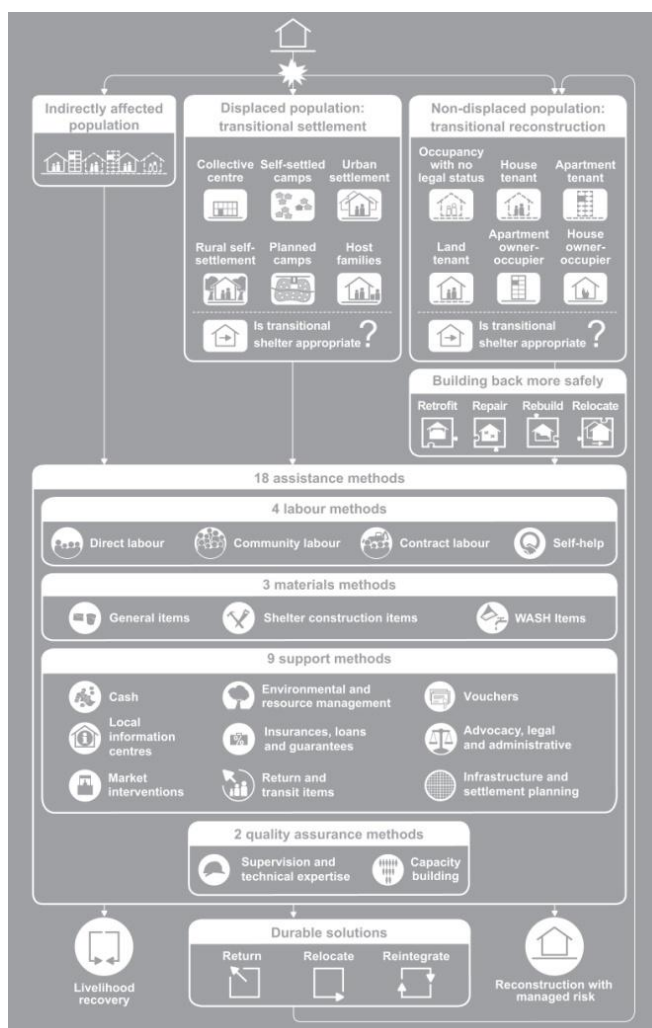 Indirectly affected
population
Displaced population:
transitional settlement
Non-displaced population:
transitional reconstruction
Collective
centre
Self-settled
camps
Urban
settlement
Rural self-
settlement
Planned
camps
Host
families
Is transitional
shelter appropriate ?
Occupancy
with no
legal status
House
tenant
Apartment
tenant
Land
tenant
Apartment
owner-
occupier
House
owner-
occupier
Is transitional
shelter appropriate ?
Building back more safely
Retrofit
Repair
Rebuild
Relocate
18 assistance methods
4 labour methods
Direct labour
Community labour
Contract labour
Self-help
3 materials methods
General items
Shelter construction items
WASH Items
9 support methods
Cash
Environmental and
resource management
Vouchers
Local
information
centres
Insurances, loans
and guarantees
Advocacy, legal
and administrative
Market
interventions
Return and
transit items
Infrastructure and
settlement planning
2 quality assurance methods
Supervision and
technical expertise
Capacity
building
Livelihood
recovery
Durable solutions
Return
Relocate
Reintegrate
Reconstruction with
managed risk